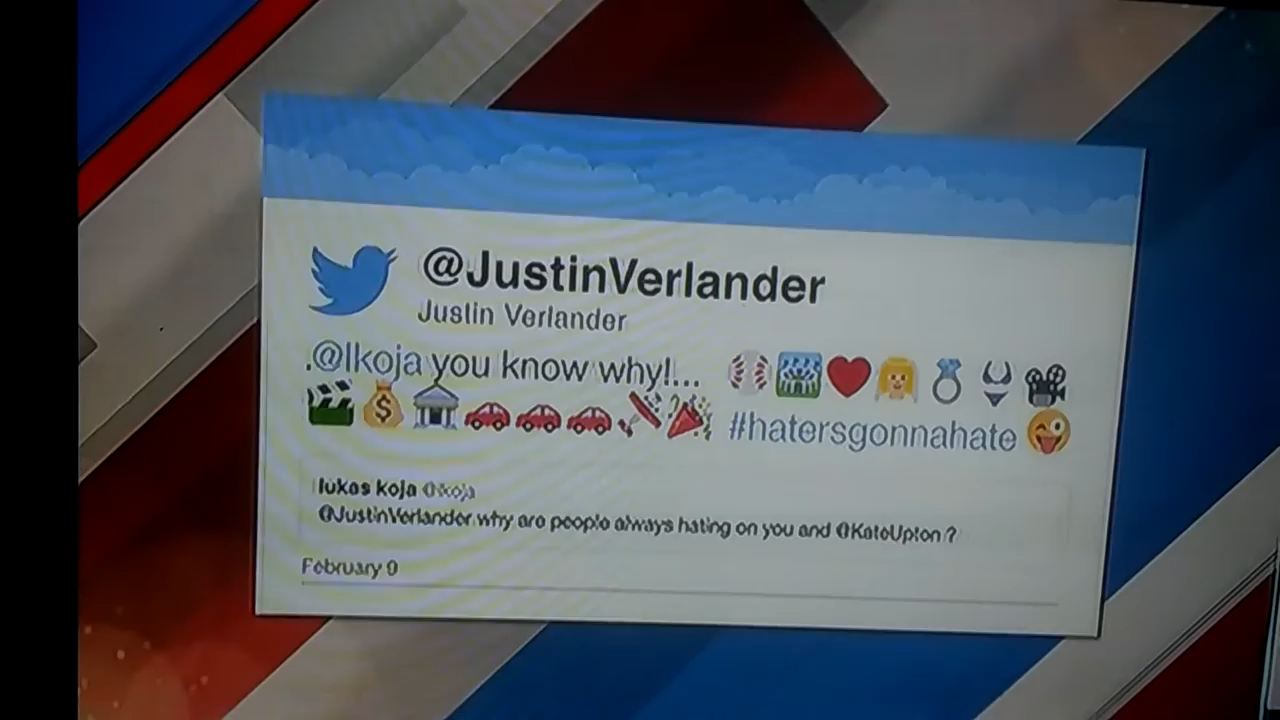 @JustinVerlander
Justin Verlander
.@lkoja you know why!... ⚾🏟❤👱‍♀️💍👙🎥
🎬💰🏛🚗🚗🚗✈🎉 #hatersgonnahate 😜
lukas koja @lkoja
@JustinVerlander why are people always hating on you and @KateUpton ?
February 9